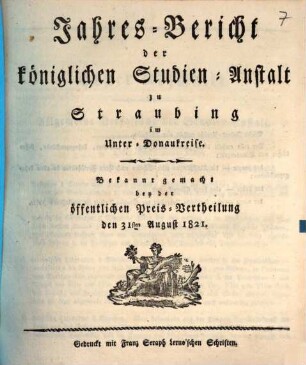 7
Jahres-Bericht
der
königlichen Studien-Anstalt
zu
Straubing
im
Unter-Donaukreise.
Bekannt gemacht
bey der
öffentlichen Preis-Vertheilung
den 31sten August 1821.
Gedruckt mit Franz Seraph Lerno'schen Schriften.